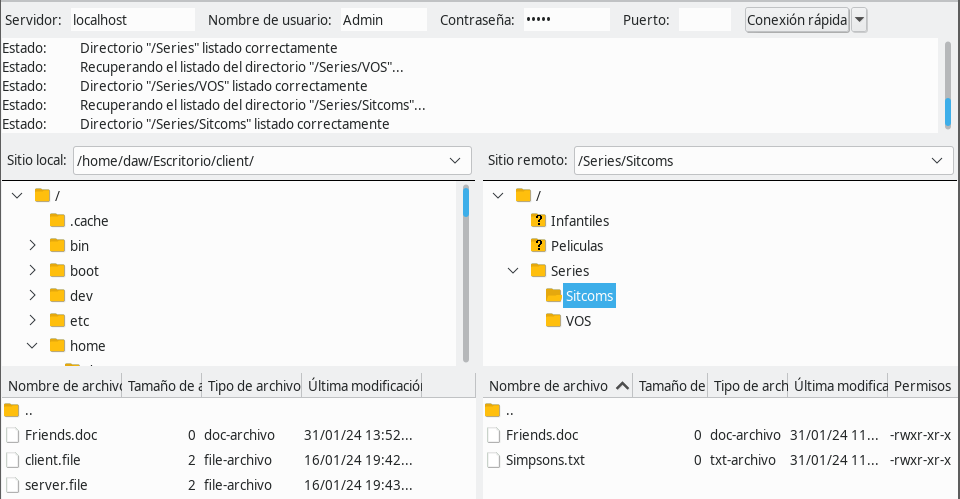 Servidor: localhost Nombre de usuario: Admin Contraseña: ••••• Puerto: Conexión rápida
Estado: Directorio "/Series" listado correctamente
Estado: Recuperando el listado del directorio "/Series/VOS"...
Estado: Directorio "/Series/VOS" listado correctamente
Estado: Recuperando el listado del directorio "/Series/Sitcoms"...
Estado: Directorio "/Series/Sitcoms" listado correctamente
Sitio local: /home/daw/Escritorio/client/
/
.cache
bin
boot
dev
etc
home
Nombre de archivo Tamaño de a Tipo de archivo Última modificación
..
Friends.doc 0 doc-archivo 31/01/24 13:52...
client.file 2 file-archivo 16/01/24 19:42...
server.file 2 file-archivo 16/01/24 19:43...
Sitio remoto: /Series/Sitcoms
/
? Infantiles
? Peliculas
Series
Sitcoms
VOS
Nombre de archivo Tamaño de Tipo de arch Última modifica Permisos
..
Friends.doc 0 doc-archivo 31/01/24 11... -rwxr-xr-x
Simpsons.txt 0 txt-archivo 31/01/24 11... -rwxr-xr-x